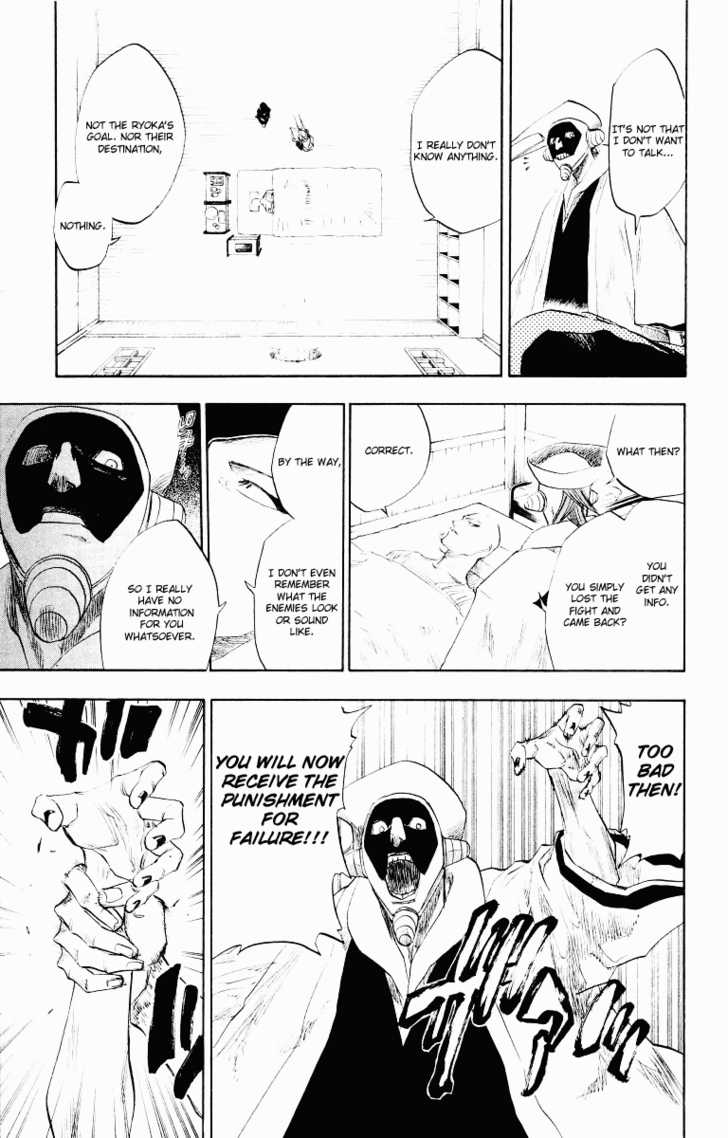 IT'S NOT THAT
I DON'T WANT
TO TALK...
I REALLY DON'T
KNOW ANYTHING.
NOT THE RYOKA'S
GOAL. NOR THEIR
DESTINATION,
NOTHING.
WHAT THEN?
YOU
DIDN'T
GET ANY
INFO.
YOU SIMPLY
LOST THE
FIGHT AND
CAME BACK?
CORRECT.
BY THE WAY,
I DON'T EVEN
REMEMBER
WHAT THE
ENEMIES LOOK
OR SOUND
LIKE.
SO I REALLY
HAVE NO
INFORMATION
FOR YOU
WHATSOEVER.
TOO
BAD
THEN!
YOU WILL NOW
RECEIVE THE
PUNISHMENT
FOR
FAILURE!!!